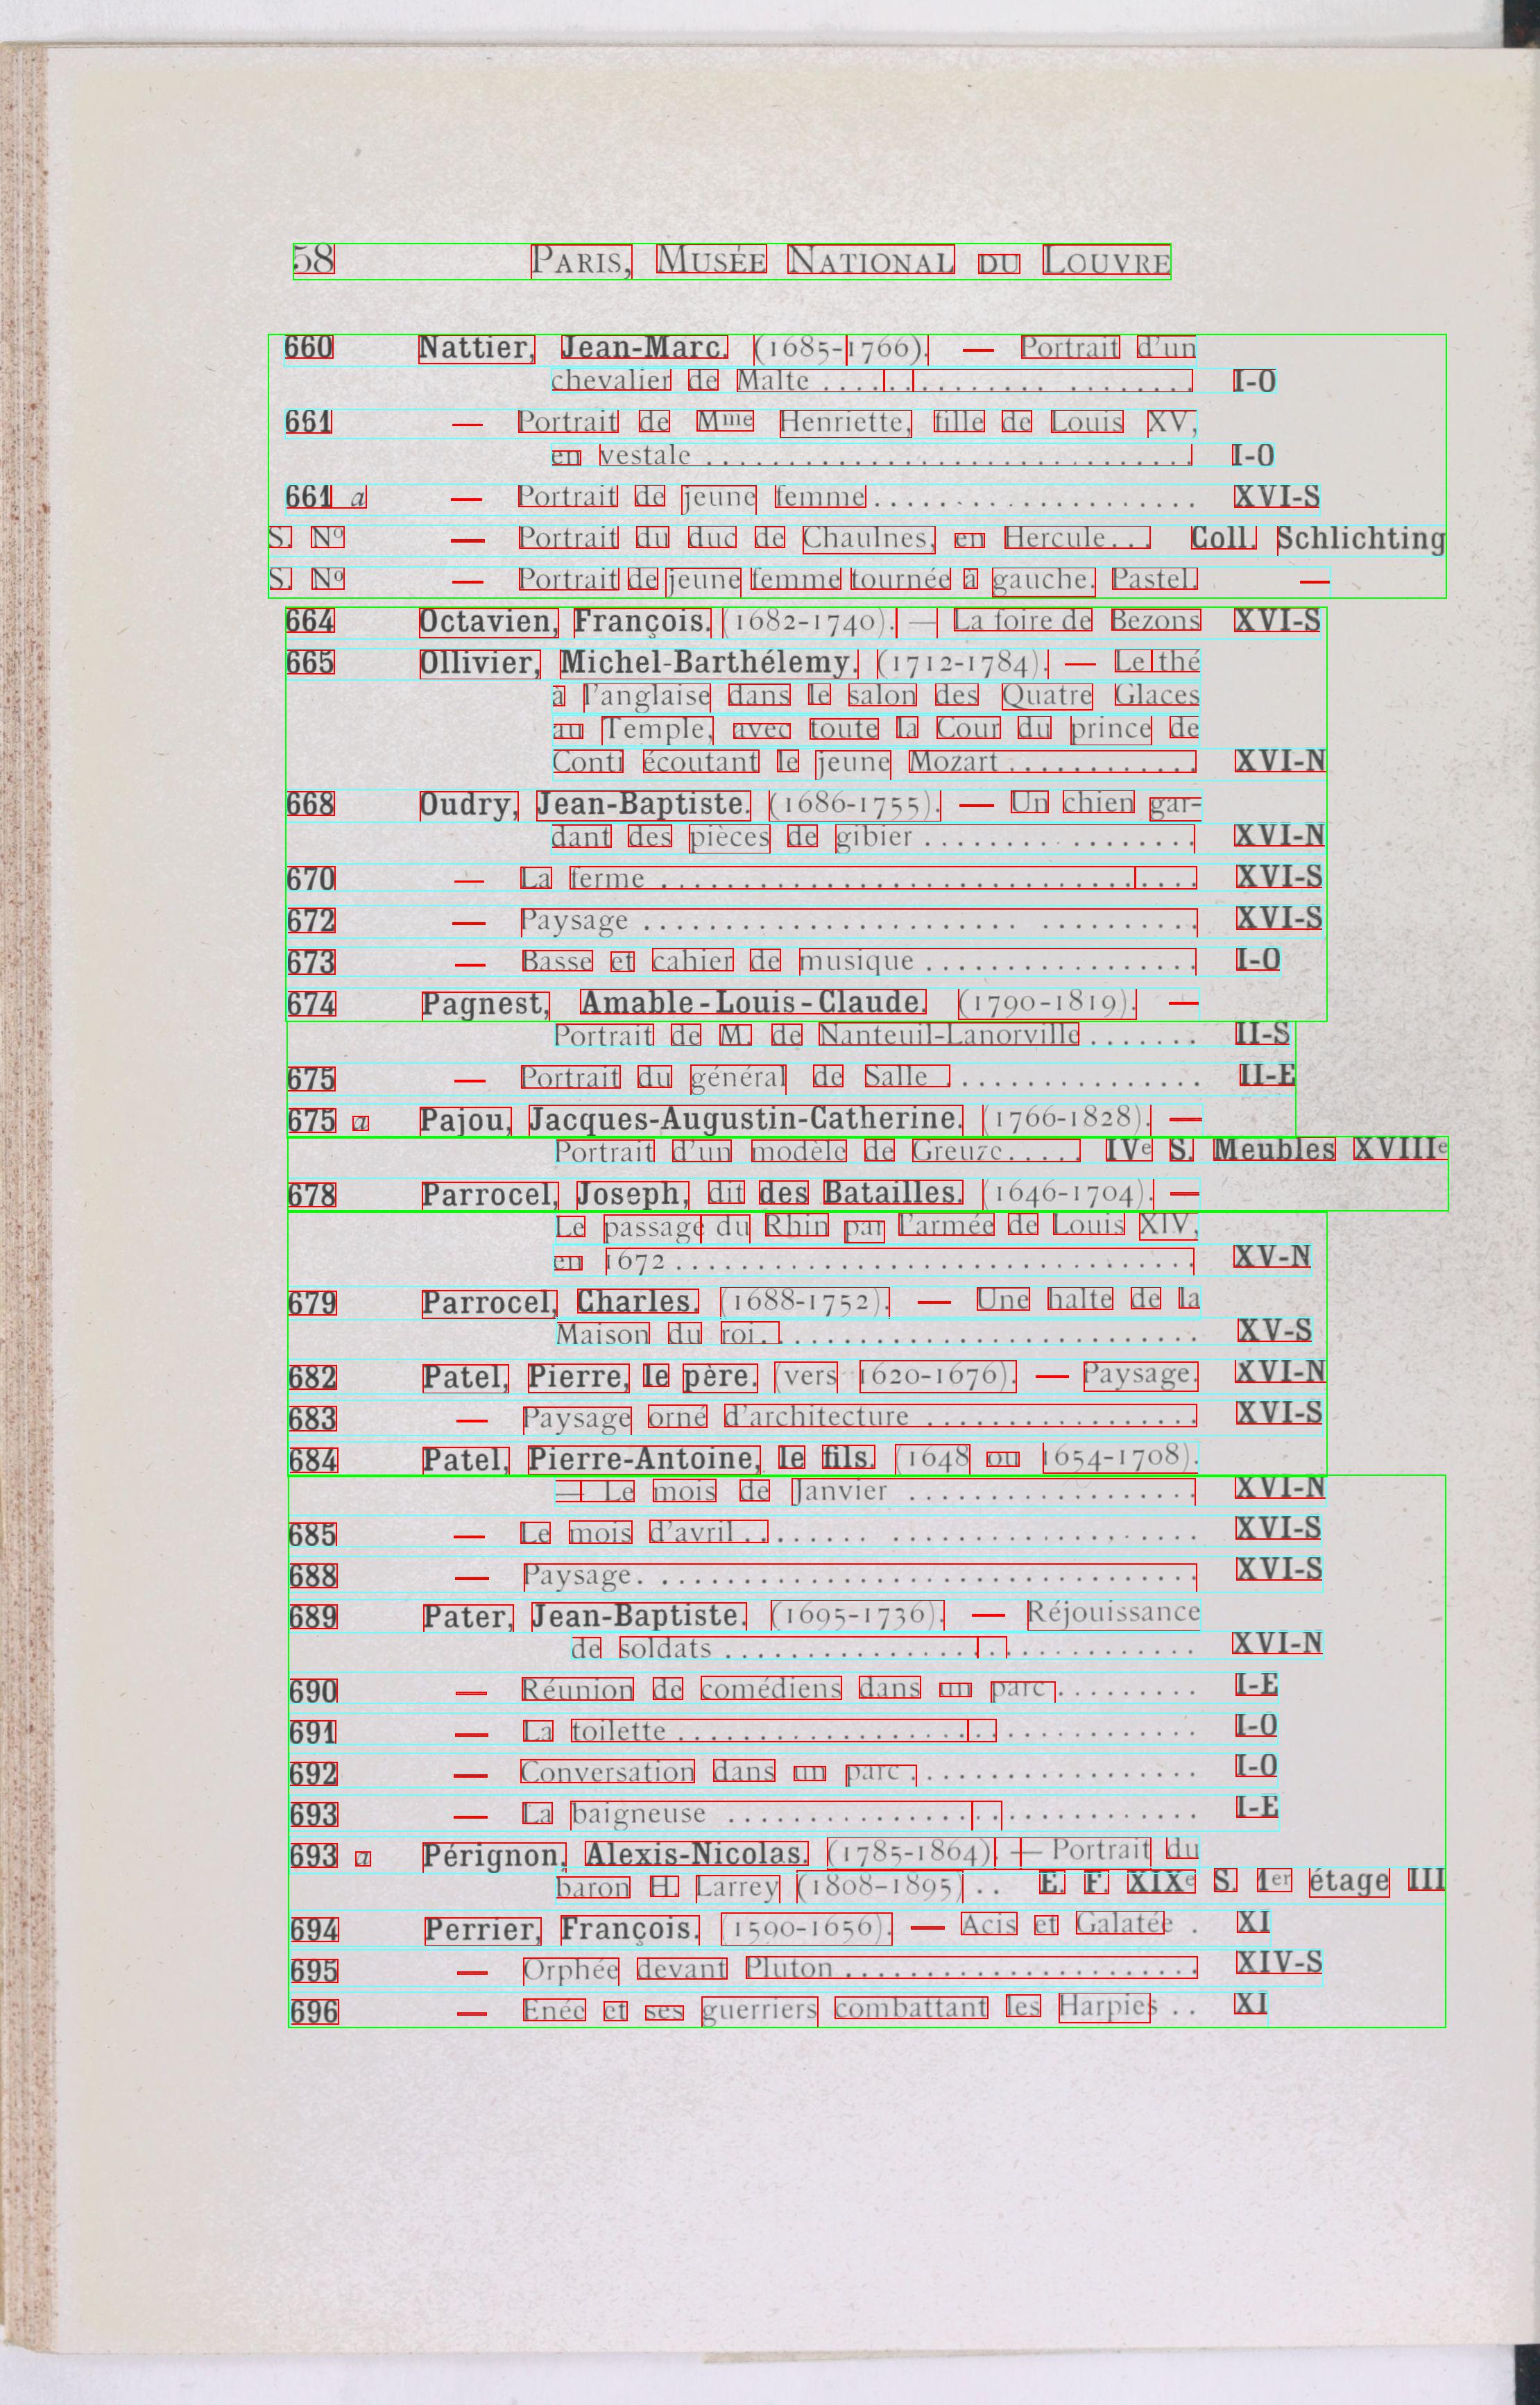 58 PARIS, MUSÉE NATIONAL DU LOUVRE
660 Nattier, Jean-Marc. (1685-1766). — Portrait d'un
chevalier de Malte .......................... I-O
661 — Portrait de Mme Henriette, fille de Louis XV,
en vestale .................................... I-O
661 a — Portrait de jeune femme................... XVI-S
S. No — Portrait du duc de Chaulnes, en Hercule... Coll. Schlichting
S. No — Portrait de jeune femme tournée à gauche. Pastel. —
664 Octavien, François. (1682-1740). — La foire de Bezons XVI-S
665 Ollivier, Michel-Barthélemy. (1712-1784). — Le thé
à l'anglaise dans le salon des Quatre Glaces
au Temple, avec toute la Cour du prince de
Conti écoutant le jeune Mozart ............ XVI-N
668 Oudry, Jean-Baptiste. (1686-1755). — Un chien gar-
dant des pièces de gibier .................... XVI-N
670 — La ferme ........................................ XVI-S
672 — Paysage ......................................... XVI-S
673 — Basse et cahier de musique .................... I-O
674 Pagnest, Amable-Louis-Claude. (1790-1819). —
Portrait de M. de Nanteuil-Lanorville ........ II-S
675 — Portrait du général de Salle ................... II-E
675 a Pajou, Jacques-Augustin-Catherine. (1766-1828). —
Portrait d'un modèle de Greuze..... IVe S. Meubles XVIIIe
678 Parrocel, Joseph, dit des Batailles. (1646-1704). —
Le passage du Rhin par l'armée de Louis XIV,
en 1672 ....................................... XV-N
679 Parrocel, Charles. (1688-1752). — Une halte de la
Maison du roi................................. XV-S
682 Patel, Pierre, le père. (vers 1620-1676). — Paysage. XVI-N
683 — Paysage orné d'architecture .................... XVI-S
684 Patel, Pierre-Antoine, le fils. (1648 ou 1654-1708).
— Le mois de Janvier ...................... XVI-N
685 — Le mois d'avril ................................ XVI-S
688 — Paysage.......................................... XVI-S
689 Pater, Jean-Baptiste. (1695-1736). — Réjouissance
de soldats .................................... XVI-N
690 — Réunion de comédiens dans un parc .......... I-E
691 — La toilette ...................................... I-O
692 — Conversation dans un parc ..................... I-O
693 — La baigneuse ................................... I-E
693 a Pérignon, Alexis-Nicolas. (1785-1864). — Portrait du
baron H. Larrey (1808-1895) .. E. F. XIXe S. 1er étage III
694 Perrier, François. (1590-1656). — Acis et Galatée . XI
695 — Orphée devant Pluton .......................... XIV-S
696 — Enée et ses guerriers combattant les Harpies .. XI